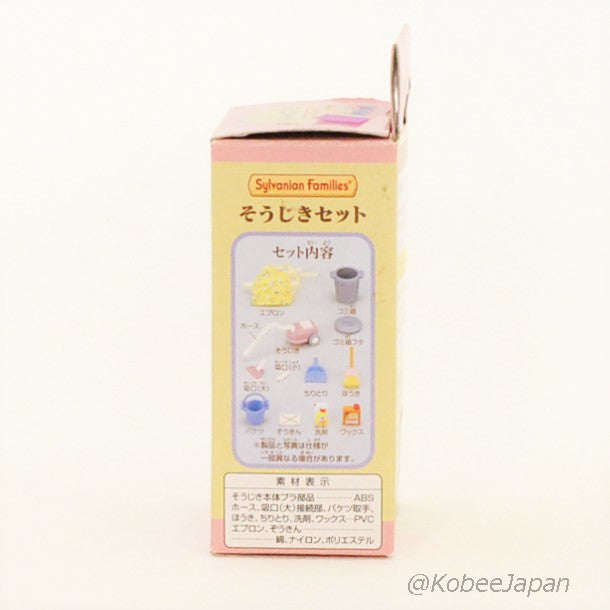 Sylvanian Families®
そうじきセット
セット内容
エプロン
ゴミ箱
ホース
そうじき
ゴミ箱フタ
吸口(大)
吸口(小)
ちりとり
ほうき
バケツ
ぞうきん
洗剤
ワックス
※製品と写真は仕様が
一部異なる場合があります。
素材表示
そうじき本体プラ部品…………ABS
ホース、吸口(大)接続部、バケツ取手、
ほうき、ちりとり、洗剤、ワックス…PVC
エプロン、ぞうきん
…………綿、ナイロン、ポリエステル
@KobeeJapan